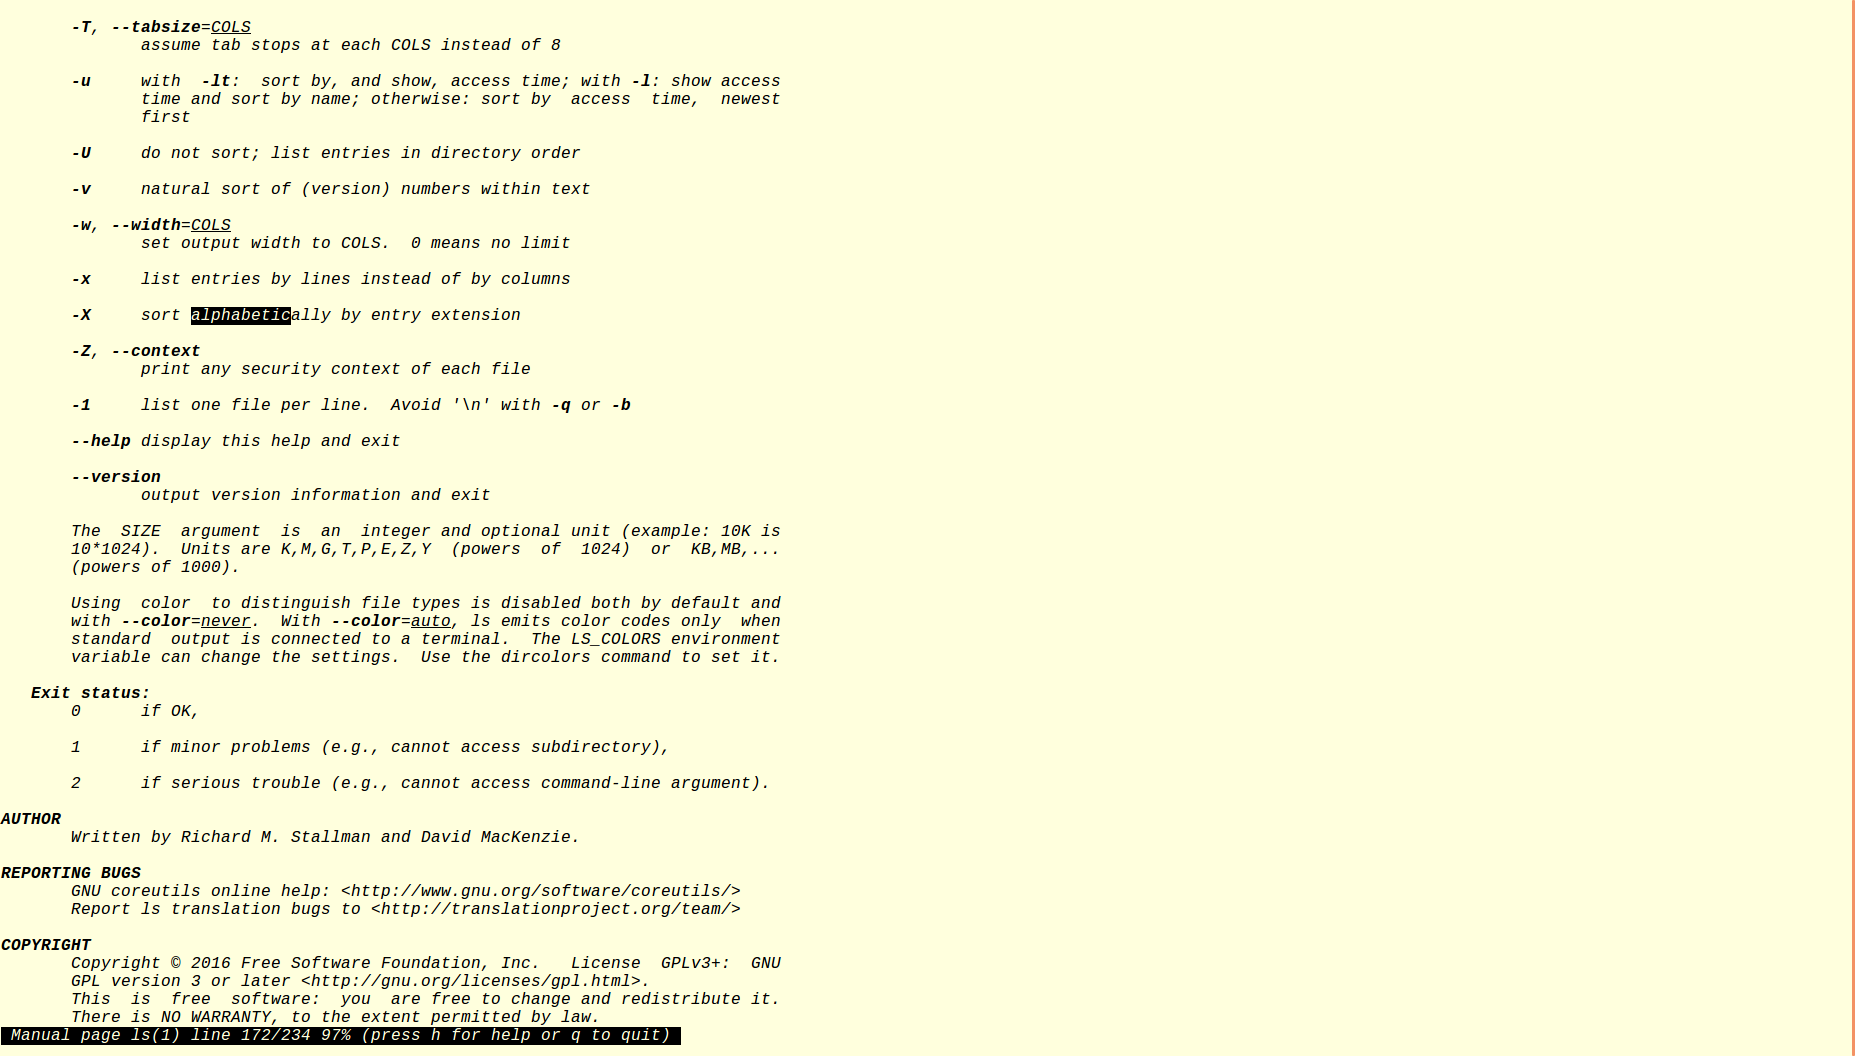 -T, --tabsize=COLS
assume tab stops at each COLS instead of 8
-u     with  -lt:  sort by, and show, access time; with -l: show access
time and sort by name; otherwise: sort by  access  time,  newest
first
-U     do not sort; list entries in directory order
-v     natural sort of (version) numbers within text
-w, --width=COLS
set output width to COLS.  0 means no limit
-x     list entries by lines instead of by columns
-X     sort alphabetically by entry extension
-Z, --context
print any security context of each file
-1     list one file per line.  Avoid '\n' with -q or -b
--help display this help and exit
--version
output version information and exit
The  SIZE  argument  is  an  integer and optional unit (example: 10K is
10*1024).  Units are K,M,G,T,P,E,Z,Y  (powers  of  1024)  or  KB,MB,...
(powers of 1000).
Using  color  to distinguish file types is disabled both by default and
with --color=never.  With --color=auto, ls emits color codes only  when
standard  output is connected to a terminal.  The LS_COLORS environment
variable can change the settings.  Use the dircolors command to set it.
Exit status:
0      if OK,
1      if minor problems (e.g., cannot access subdirectory),
2      if serious trouble (e.g., cannot access command-line argument).
AUTHOR
Written by Richard M. Stallman and David MacKenzie.
REPORTING BUGS
GNU coreutils online help: <http://www.gnu.org/software/coreutils/>
Report ls translation bugs to <http://translationproject.org/team/>
COPYRIGHT
Copyright © 2016 Free Software Foundation, Inc.   License  GPLv3+:  GNU
GPL version 3 or later <http://gnu.org/licenses/gpl.html>.
This  is  free  software:  you  are free to change and redistribute it.
There is NO WARRANTY, to the extent permitted by law.
Manual page ls(1) line 172/234 97% (press h for help or q to quit)